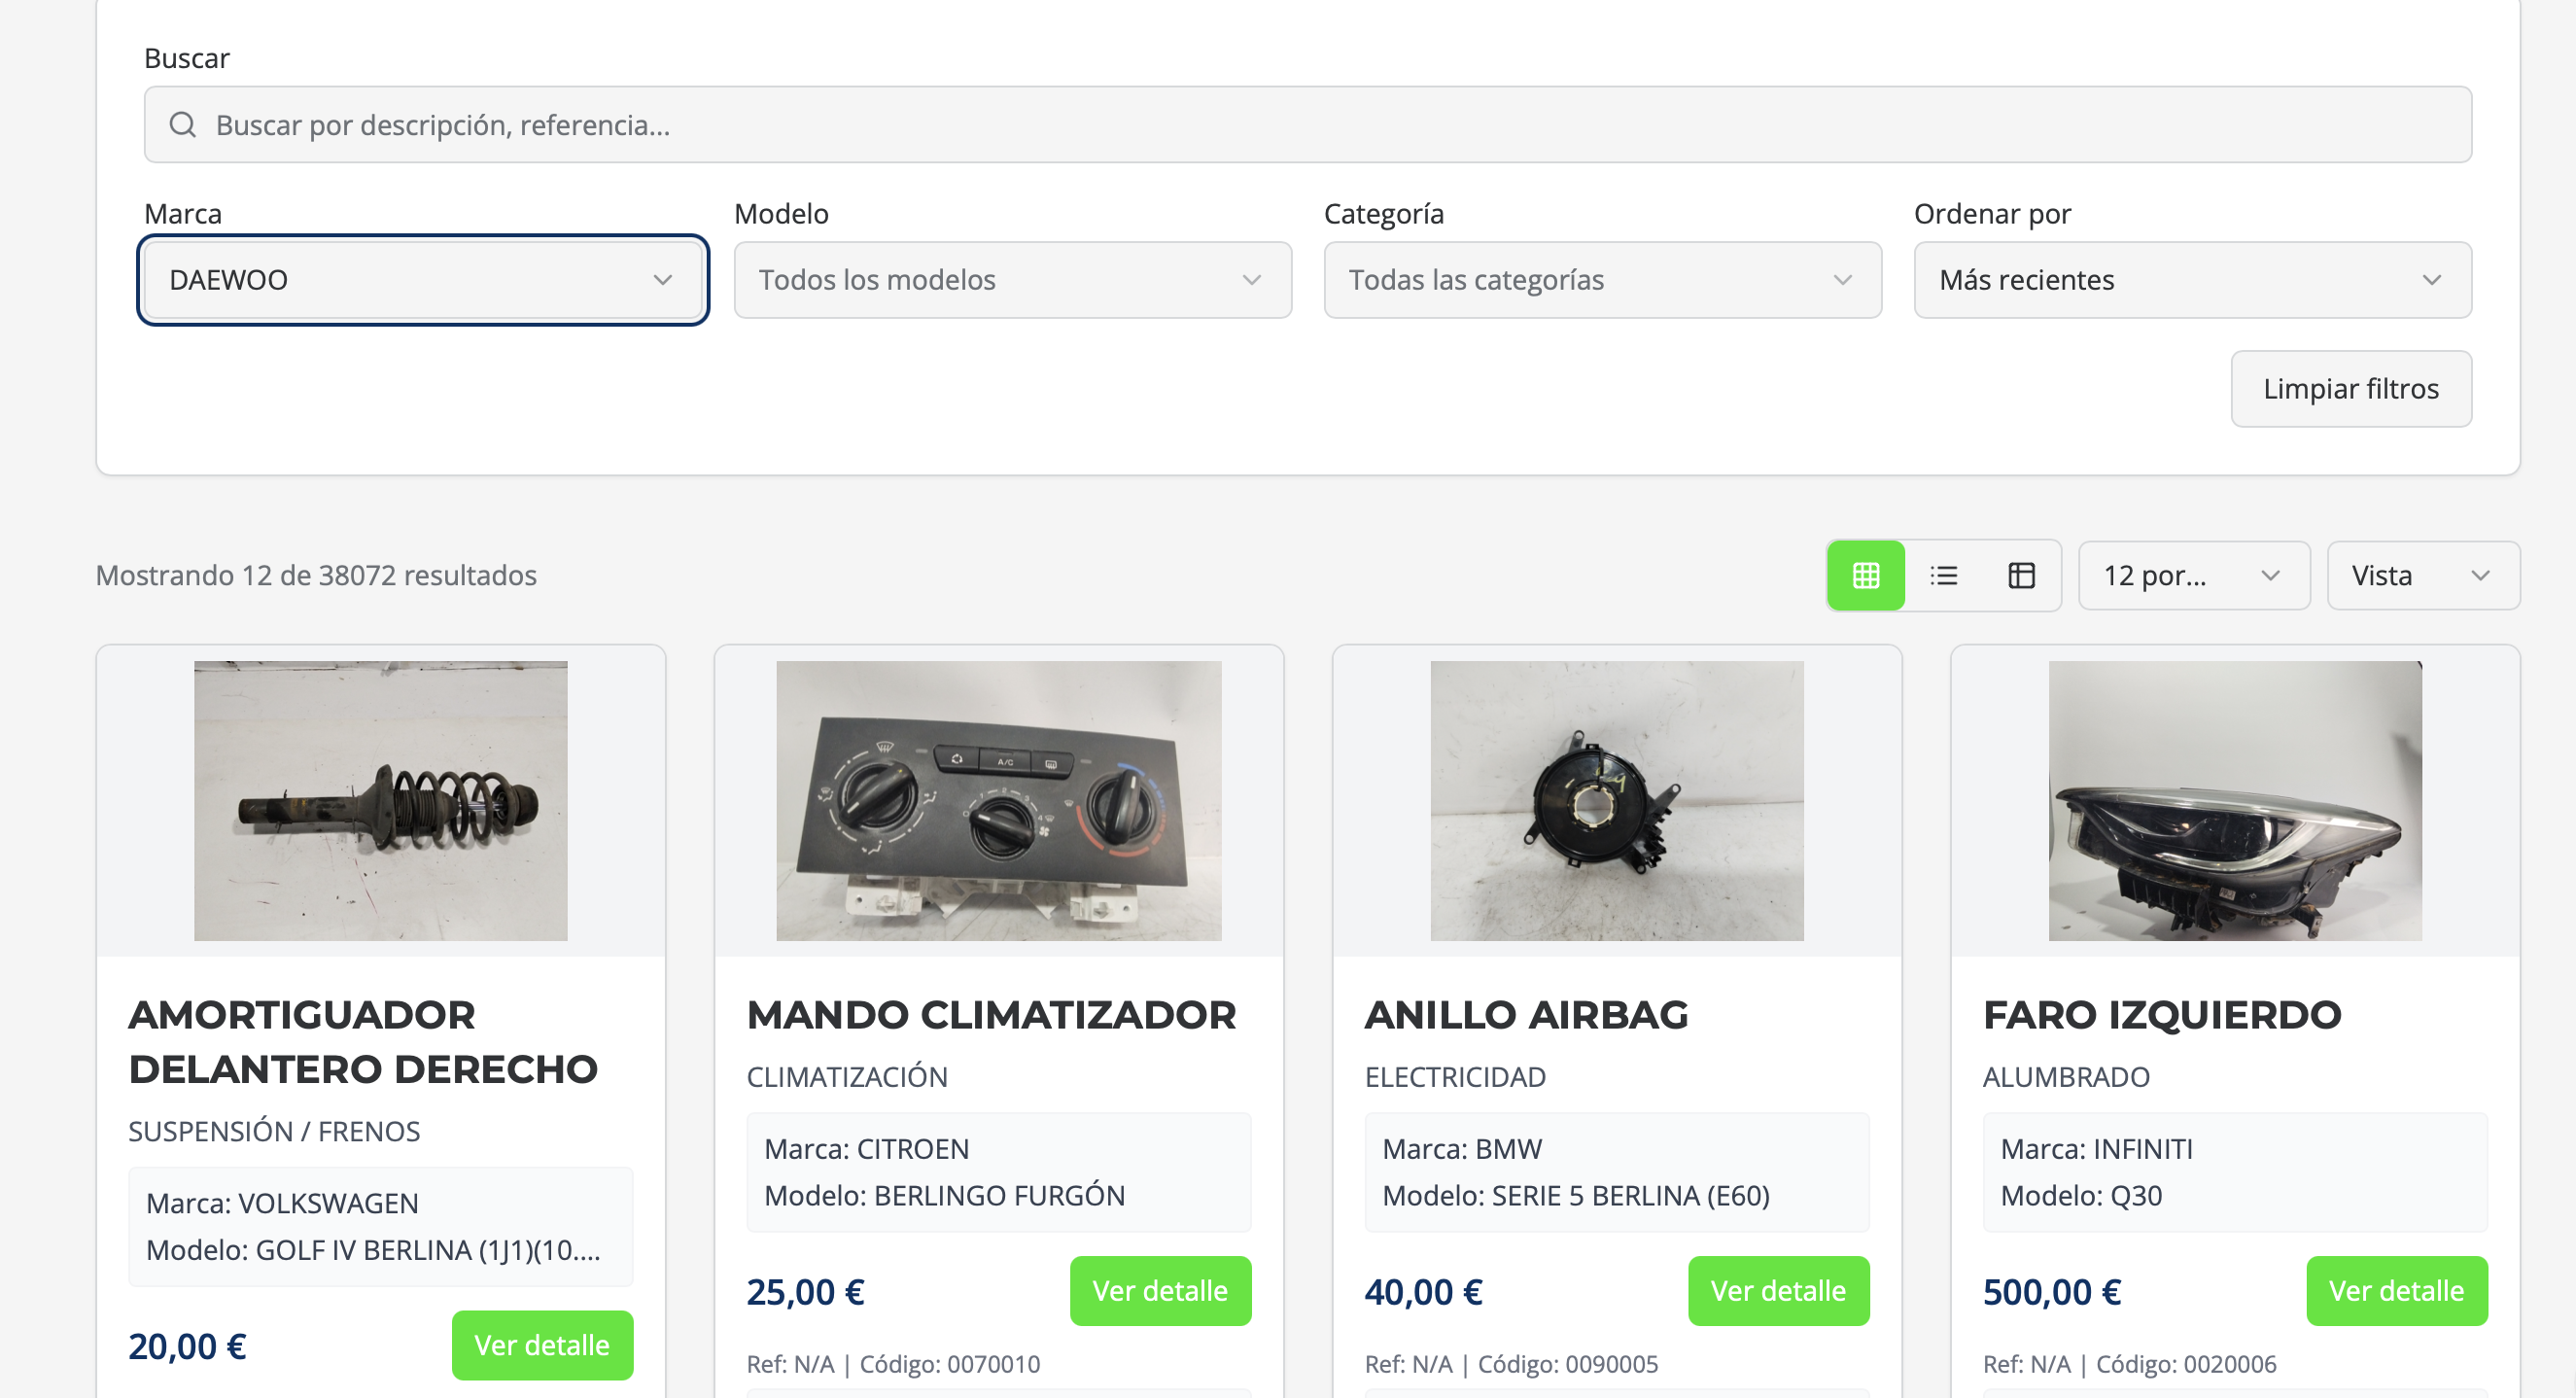 Buscar
Buscar por descripción, referencia...
Marca
Modelo
Categoría
Ordenar por
DAEWOO
Todos los modelos
Todas las categorías
Más recientes
Limpiar filtros
Mostrando 12 de 38072 resultados
12 por...
Vista
A/C
AMORTIGUADOR
DELANTERO DERECHO
SUSPENSIÓN / FRENOS
Marca: VOLKSWAGEN
Modelo: GOLF IV BERLINA (1J1)(10....
20,00 €
Ver detalle
MANDO CLIMATIZADOR
CLIMATIZACIÓN
Marca: CITROEN
Modelo: BERLINGO FURGÓN
25,00 €
Ver detalle
Ref: N/A | Código: 0070010
ANILLO AIRBAG
ELECTRICIDAD
Marca: BMW
Modelo: SERIE 5 BERLINA (E60)
40,00 €
Ver detalle
Ref: N/A | Código: 0090005
FARO IZQUIERDO
ALUMBRADO
Marca: INFINITI
Modelo: Q30
500,00 €
Ver detalle
Ref: N/A | Código: 0020006